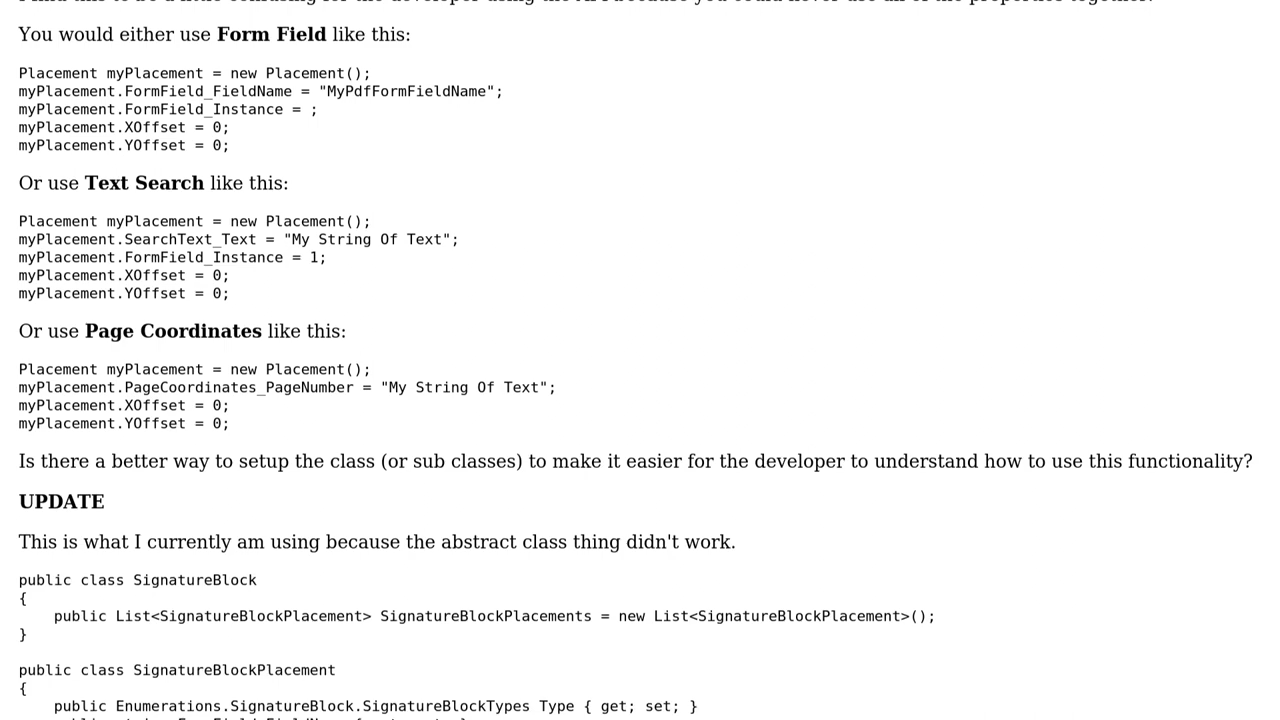 You would either use Form Field like this:
Placement myPlacement = new Placement();
myPlacement.FormField_FieldName = "MyPdfFormFieldName";
myPlacement.FormField_Instance = ;
myPlacement.XOffset = 0;
myPlacement.YOffset = 0;
Or use Text Search like this:
Placement myPlacement = new Placement();
myPlacement.SearchText_Text = "My String Of Text";
myPlacement.FormField_Instance = 1;
myPlacement.XOffset = 0;
myPlacement.YOffset = 0;
Or use Page Coordinates like this:
Placement myPlacement = new Placement();
myPlacement.PageCoordinates_PageNumber = "My String Of Text";
myPlacement.XOffset = 0;
myPlacement.YOffset = 0;
Is there a better way to setup the class (or sub classes) to make it easier for the developer to understand how to use this functionality?
UPDATE
This is what I currently am using because the abstract class thing didn't work.
public class SignatureBlock
{
    public List<SignatureBlockPlacement> SignatureBlockPlacements = new List<SignatureBlockPlacement>();
}
public class SignatureBlockPlacement
{
    public Enumerations.SignatureBlock.SignatureBlockTypes Type { get; set; }